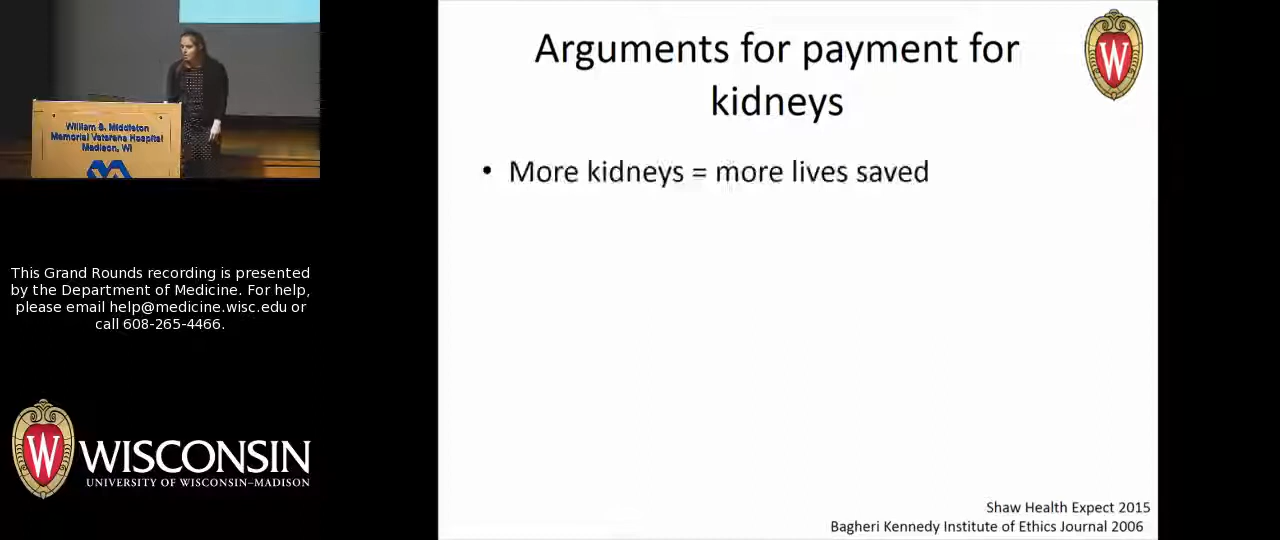 William S. Middleton
Memorial Veterans Hospital
Madison, WI
This Grand Rounds recording is presented
by the Department of Medicine. For help,
please email help@medicine.wisc.edu or
call 608-265-4466.
W
WISCONSIN
UNIVERSITY OF WISCONSIN–MADISON
Arguments for payment for
kidneys
W
• More kidneys = more lives saved
Shaw Health Expect 2015
Bagheri Kennedy Institute of Ethics Journal 2006